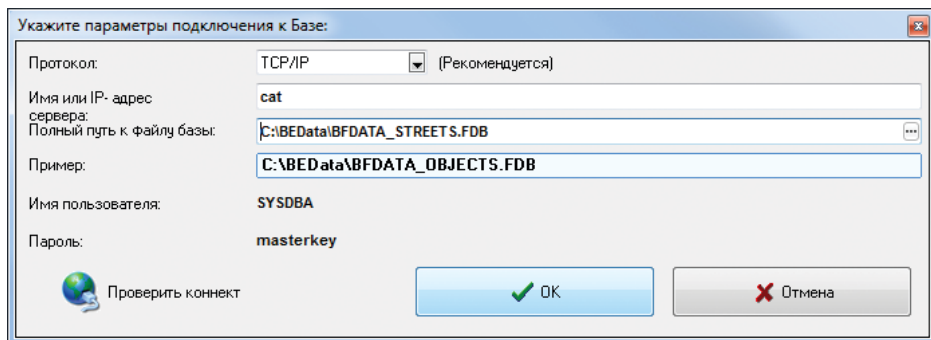 Укажите параметры подключения к Базе:
Протокол: TCP/IP (Рекомендуется)
Имя или IP- адрес сервера: cat
Полный путь к файлу базы: C:\BEData\BFDATA_STREETS.FDB ...
Пример: C:\BEData\BFDATA_OBJECTS.FDB
Имя пользователя: SYSDBA
Пароль: masterkey
Проверить коннект OK Отмена